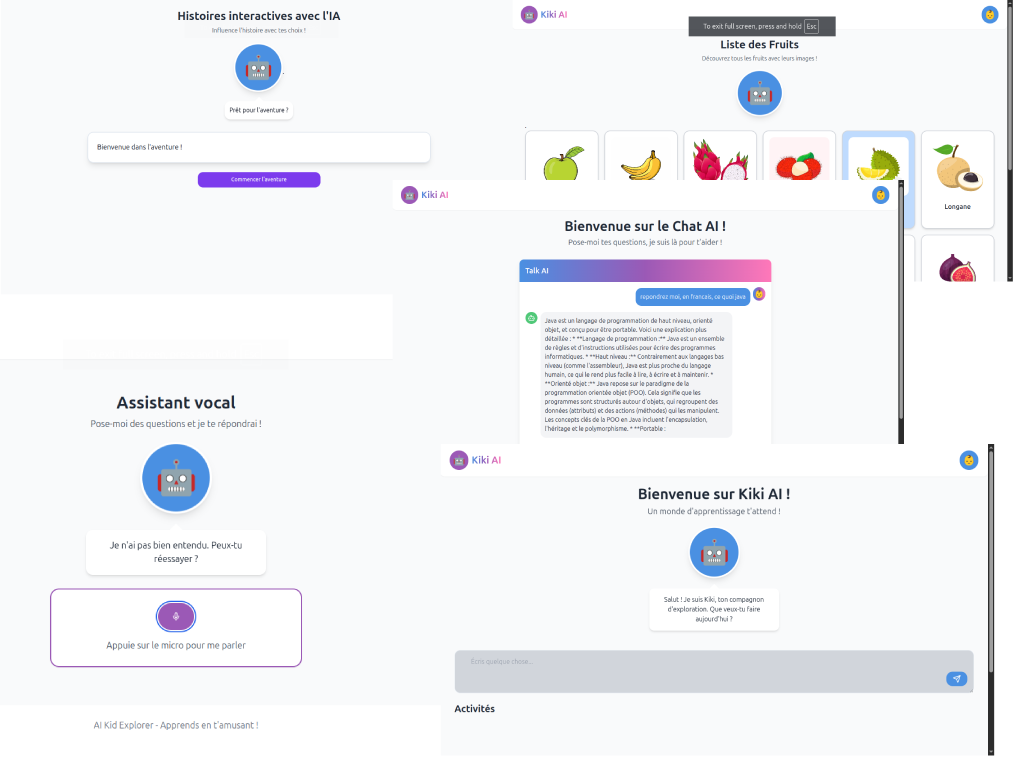 Histoires interactives avec l'IA
Influence l'histoire avec tes choix !
Prêt pour l'aventure ?
Bienvenue dans l'aventure !
Commencer l'aventure
Kiki AI
To exit full screen, press and hold Esc
Liste des Fruits
Découvrez tous les fruits avec leurs images !
Longane
Kiki AI
Bienvenue sur le Chat AI !
Pose-moi tes questions, je suis là pour t'aider !
Talk AI
repondrez moi, en francais, ce quoi java
Java est un langage de programmation de haut niveau, orienté
objet, et conçu pour être portable. Voici une explication plus
détaillée : * **Langage de programmation :** Java est un ensemble
de règles et d'instructions utilisées pour écrire des programmes
informatiques. * **Haut niveau :** Contrairement aux langages bas
niveau (comme l'assembleur), Java est plus proche du langage
humain, ce qui le rend plus facile à lire, à écrire et à maintenir. *
**Orienté objet :** Java repose sur le paradigme de la
programmation orientée objet (POO). Cela signifie que les
programmes sont structurés autour d'objets, qui regroupent des
données (attributs) et des actions (méthodes) qui les manipulent.
Les concepts clés de la POO en Java incluent l'encapsulation,
l'héritage et le polymorphisme. * **Portable :
Assistant vocal
Pose-moi des questions et je te répondrai !
Je n'ai pas bien entendu. Peux-tu
réessayer ?
Appuie sur le micro pour me parler
AI Kid Explorer - Apprends en t'amusant !
Kiki AI
Bienvenue sur Kiki AI !
Un monde d'apprentissage t'attend !
Salut ! Je suis Kiki, ton compagnon
d'exploration. Que veux-tu faire
aujourd'hui ?
Écris quelque chose...
Activités